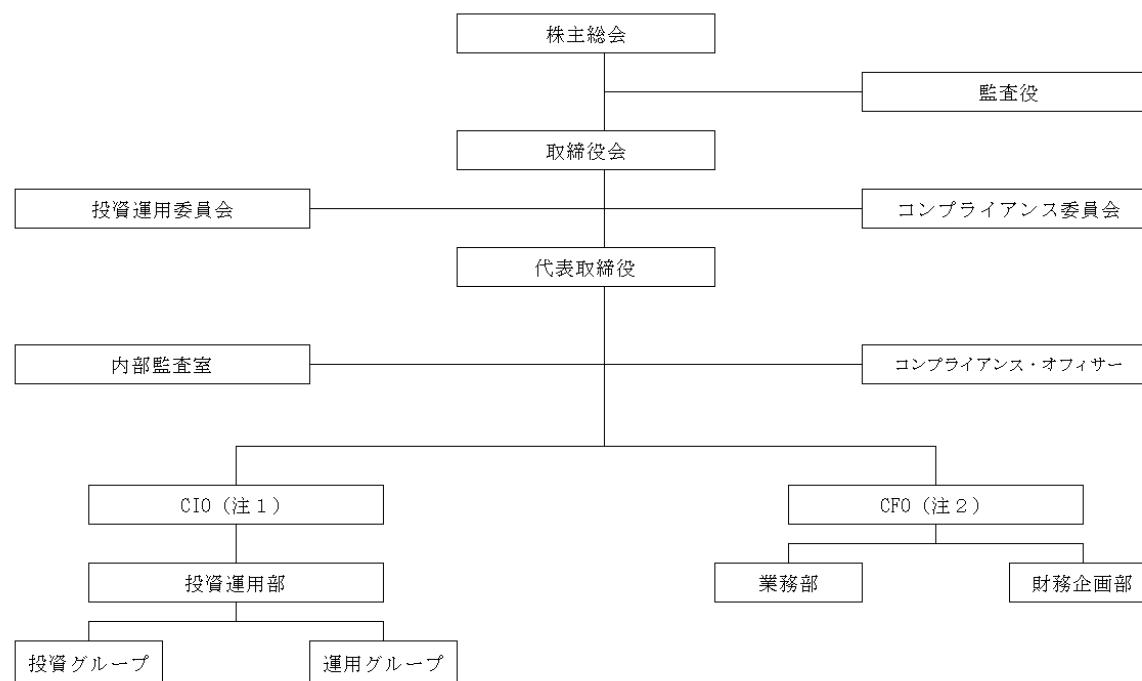 株主総会
監査役
取締役会
投資運用委員会
コンプライアンス委員会
代表取締役
内部監査室
コンプライアンス・オフィサー
CIO（注１）
CFO（注２）
投資運用部
業務部
財務企画部
投資グループ
運用グループ